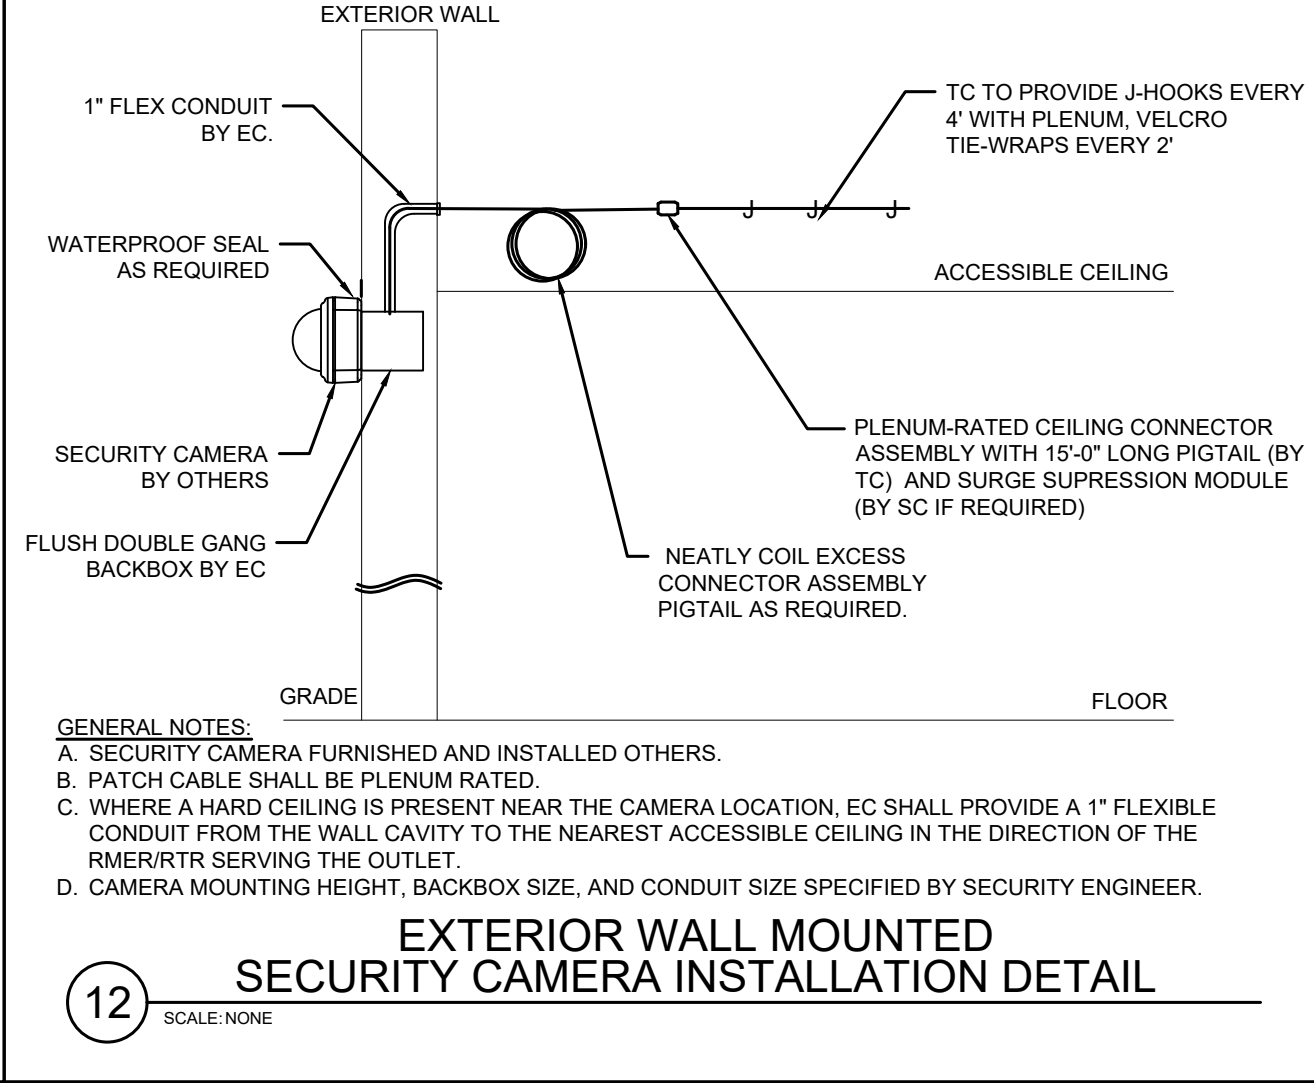 EXTERIOR WALL
1" FLEX CONDUIT
BY EC.
TC TO PROVIDE J-HOOKS EVERY
4' WITH PLENUM, VELCRO
TIE-WRAPS EVERY 2'
WATERPROOF SEAL
AS REQUIRED
ACCESSIBLE CEILING
SECURITY CAMERA
BY OTHERS
PLENUM-RATED CEILING CONNECTOR
ASSEMBLY WITH 15'-0" LONG PIGTAIL (BY
TC) AND SURGE SUPRESSION MODULE
(BY SC IF REQUIRED)
FLUSH DOUBLE GANG
BACKBOX BY EC
NEATLY COIL EXCESS
CONNECTOR ASSEMBLY
PIGTAIL AS REQUIRED.
GRADE
FLOOR
GENERAL NOTES:
A. SECURITY CAMERA FURNISHED AND INSTALLED OTHERS.
B. PATCH CABLE SHALL BE PLENUM RATED.
C. WHERE A HARD CEILING IS PRESENT NEAR THE CAMERA LOCATION, EC SHALL PROVIDE A 1" FLEXIBLE
CONDUIT FROM THE WALL CAVITY TO THE NEAREST ACCESSIBLE CEILING IN THE DIRECTION OF THE
RMER/RTR SERVING THE OUTLET.
D. CAMERA MOUNTING HEIGHT, BACKBOX SIZE, AND CONDUIT SIZE SPECIFIED BY SECURITY ENGINEER.
EXTERIOR WALL MOUNTED
SECURITY CAMERA INSTALLATION DETAIL
12
SCALE: NONE